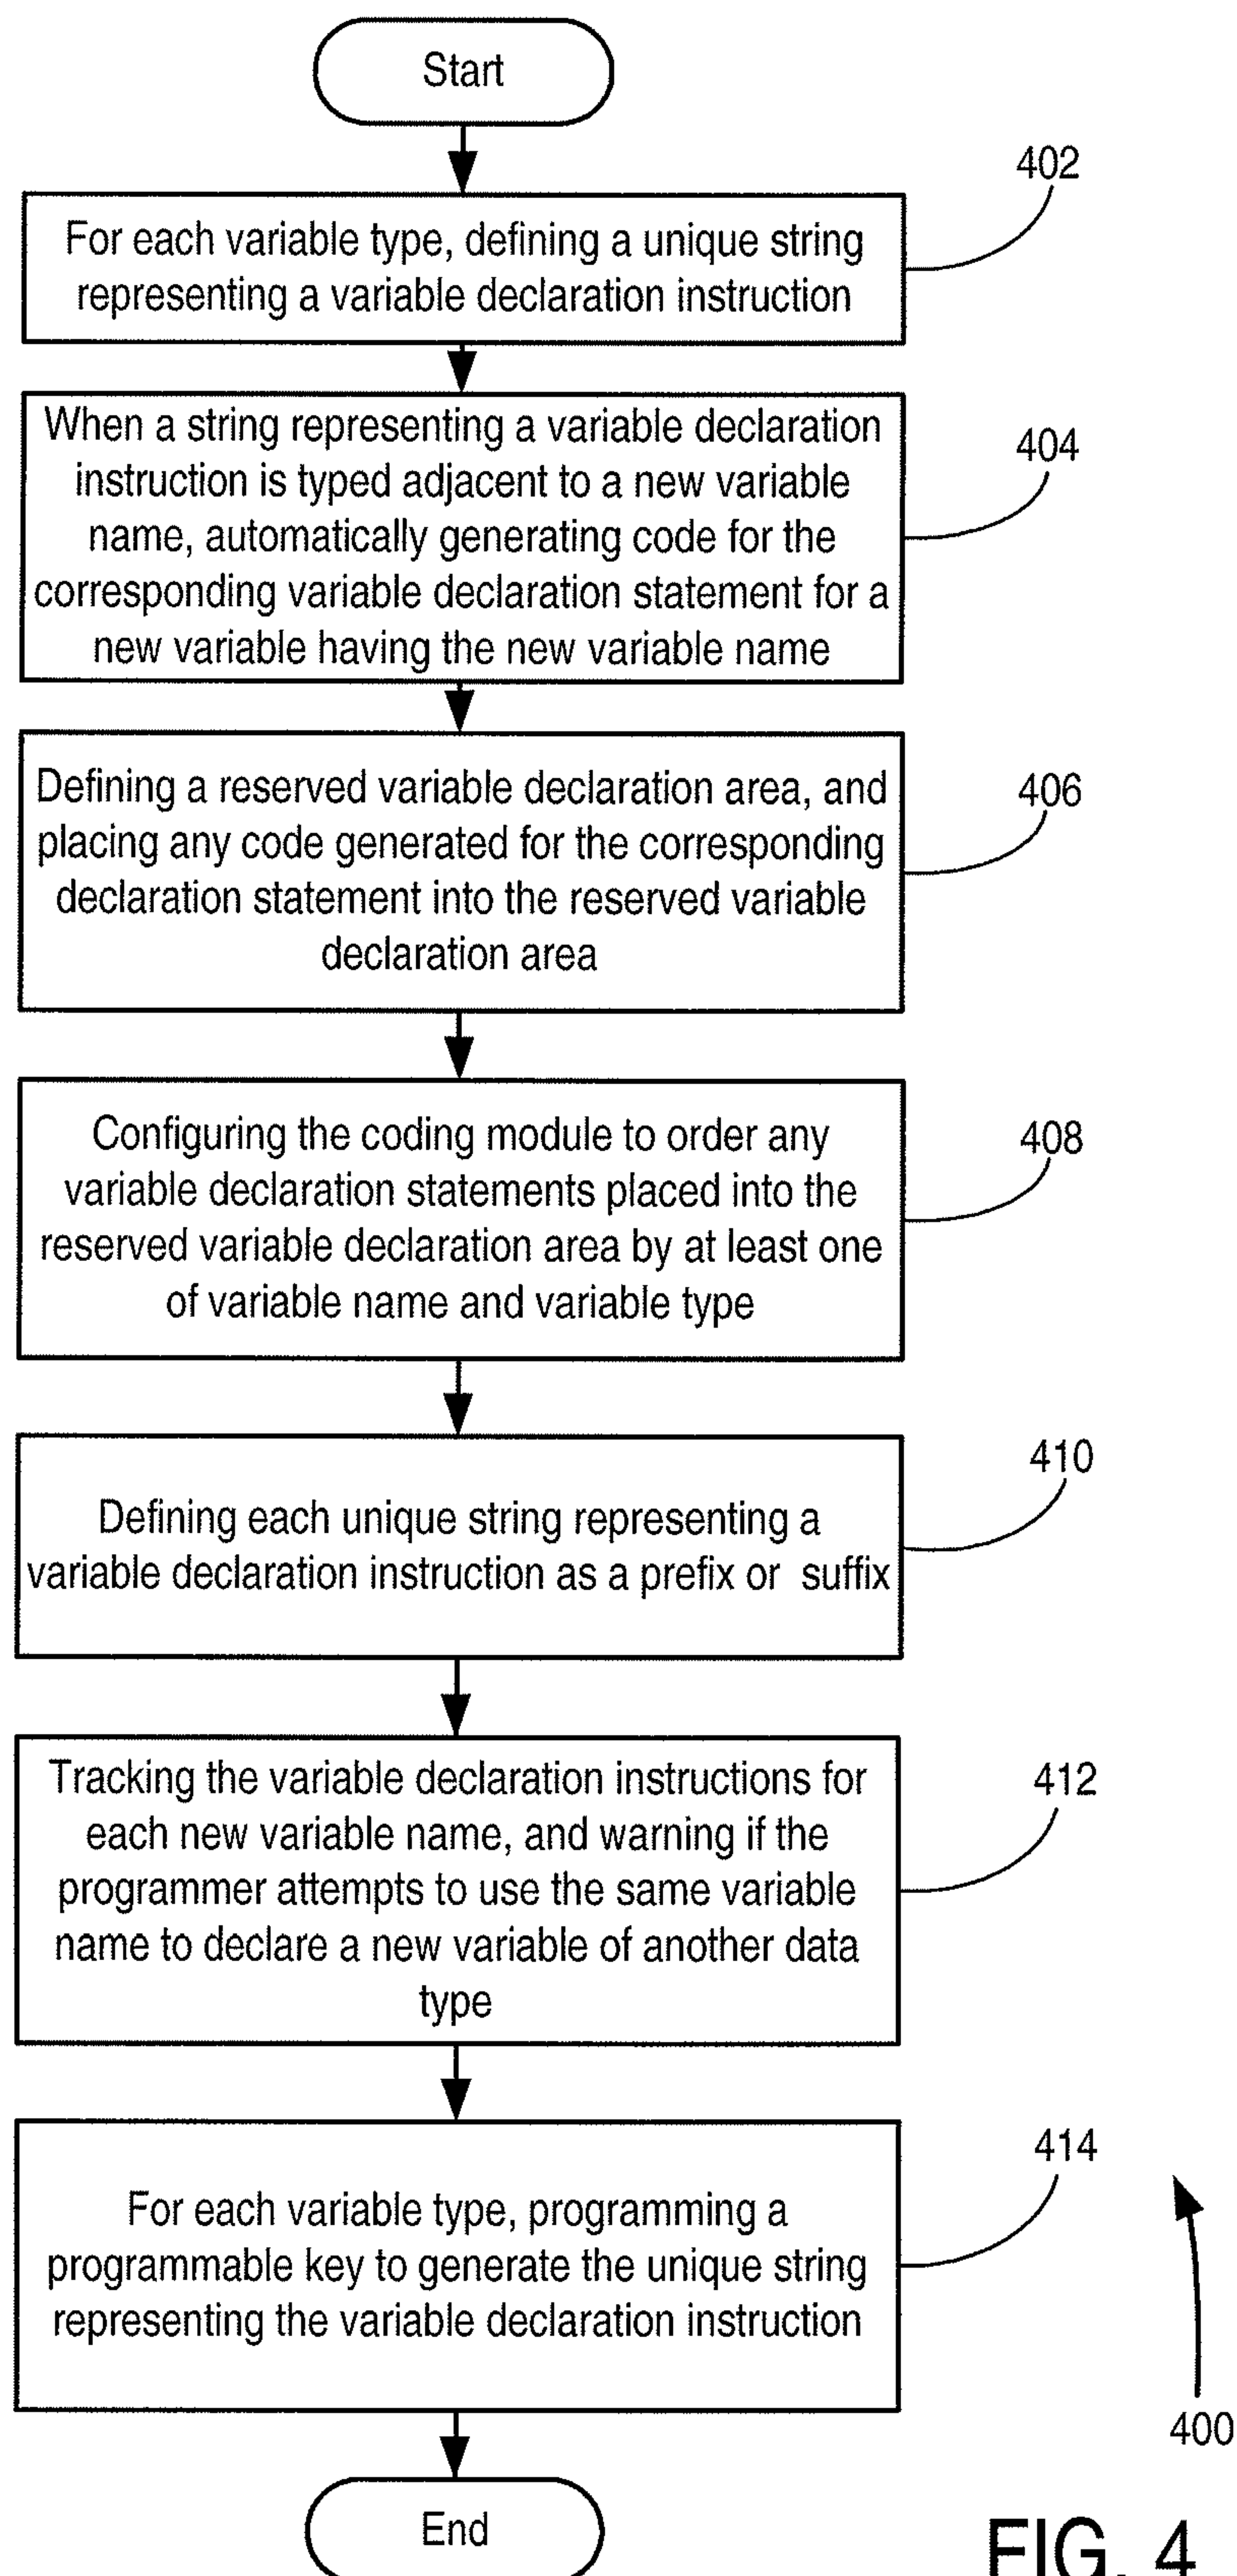 Start
402
For each variable type, defining a unique string
representing a variable declaration instruction
When a string representing a variable declaration
instruction is typed adjacent to a new variable
name, automatically generating code for the
corresponding variable declaration statement for a
new variable having the new variable name
404
Defining a reserved variable declaration area, and
placing any code generated for the corresponding
declaration statement into the reserved variable
declaration area
406
Configuring the coding module to order any
variable declaration statements placed into the
reserved variable declaration area by at least one
of variable name and variable type
408
Defining each unique string representing a
variable declaration instruction as a prefix or suffix
410
Tracking the variable declaration instructions for
each new variable name, and warning if the
programmer attempts to use the same variable
name to declare a new variable of another data
type
412
For each variable type, programming a
programmable key to generate the unique string
representing the variable declaration instruction
414
400
End
FIG. 4